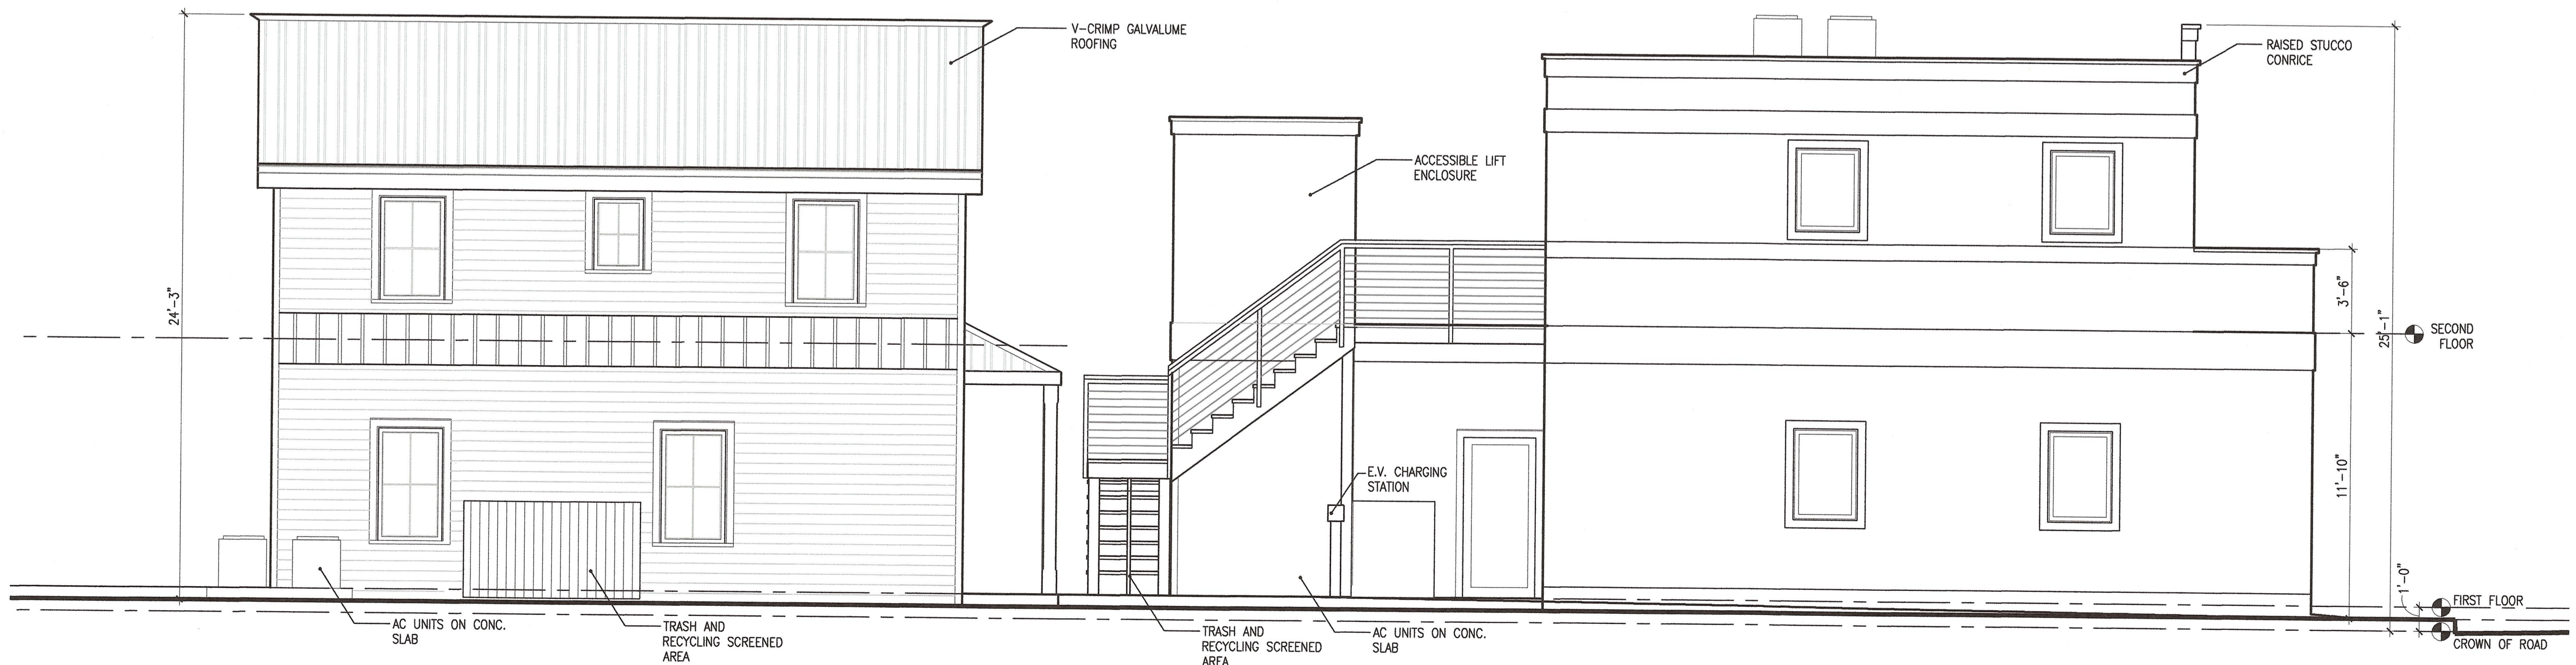 V-CRIMP GALVALUME
ROOFING
RAISED STUCCO
CONRICE
ACCESSIBLE LIFT
ENCLOSURE
24'-3"
3'-6"
25'-1"
SECOND
FLOOR
E.V. CHARGING
STATION
11'-10"
1'-0"
FIRST FLOOR
AC UNITS ON CONC.
SLAB
TRASH AND
RECYCLING SCREENED
AREA
TRASH AND
RECYCLING SCREENED
AREA
AC UNITS ON CONC.
SLAB
CROWN OF ROAD